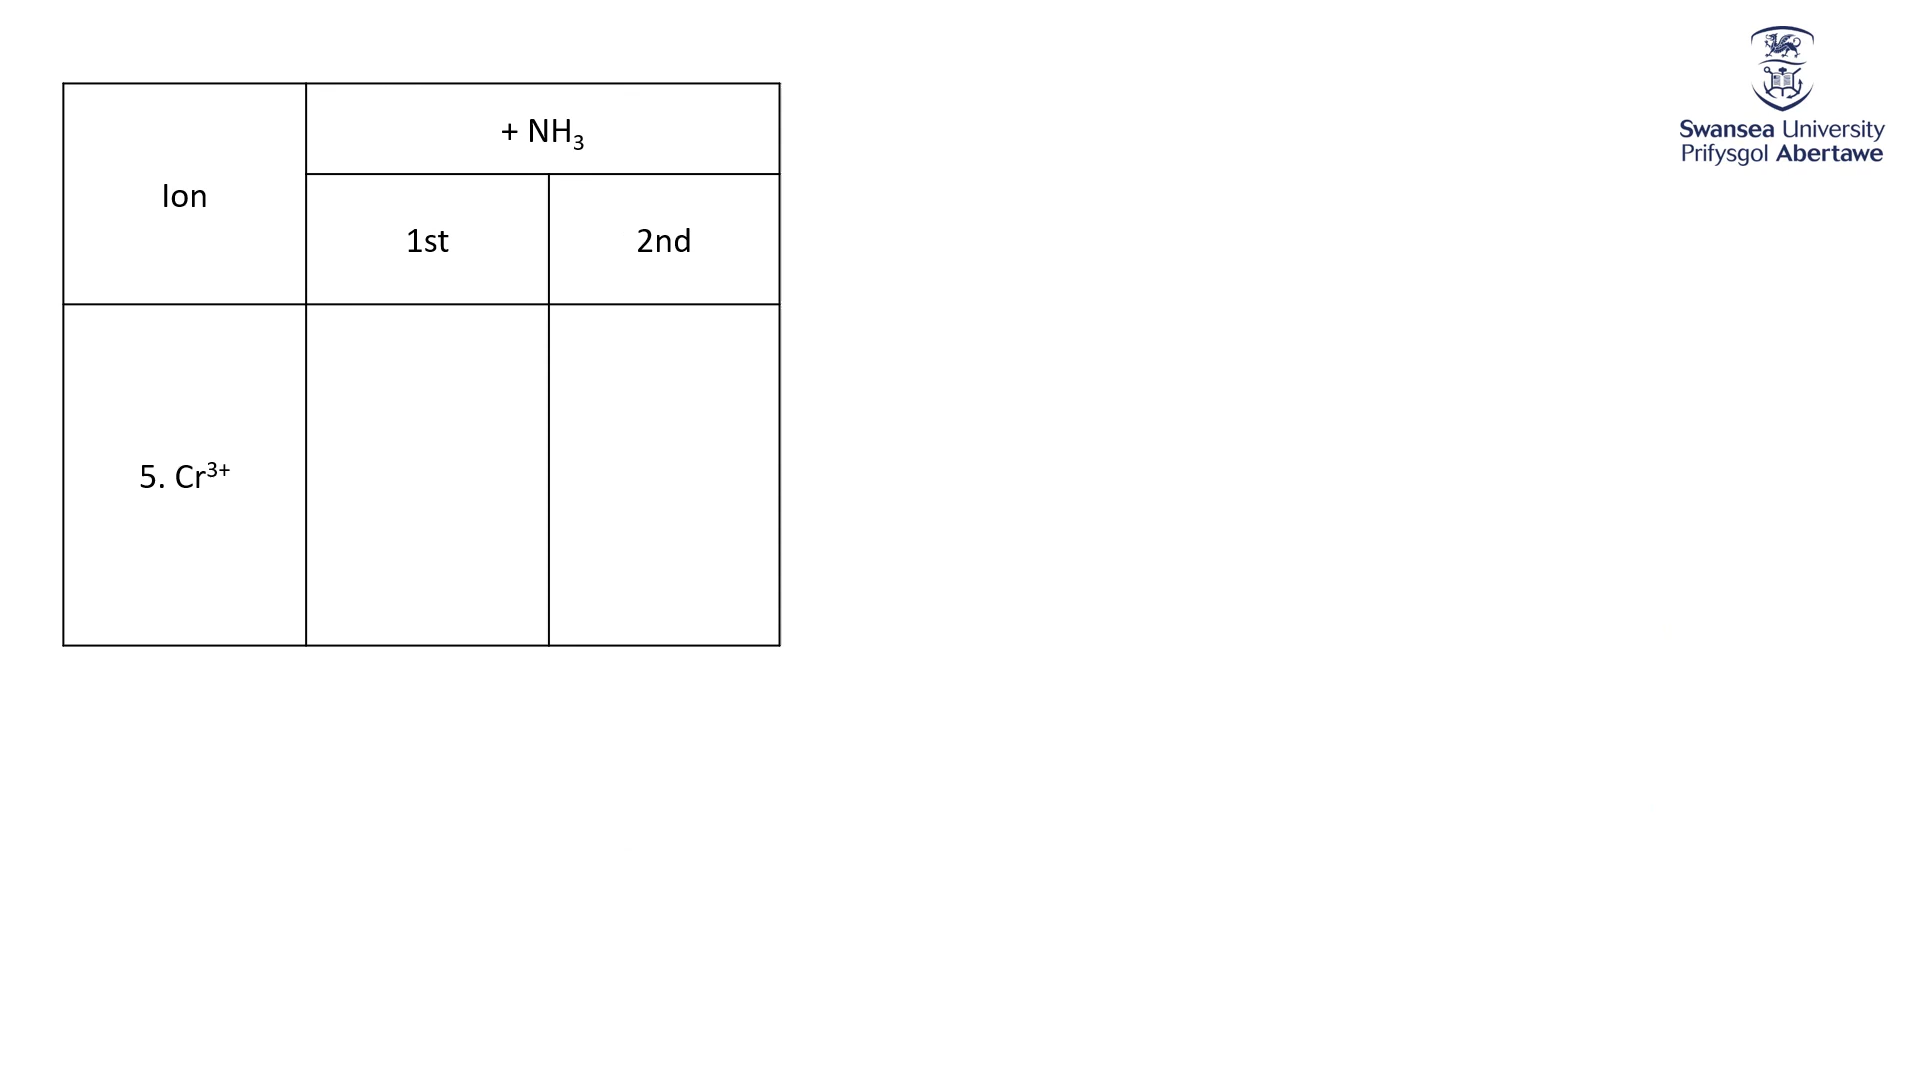 Ion
+ NH₃
1st
2nd
5. Cr³⁺
Swansea University
Prifysgol Abertawe